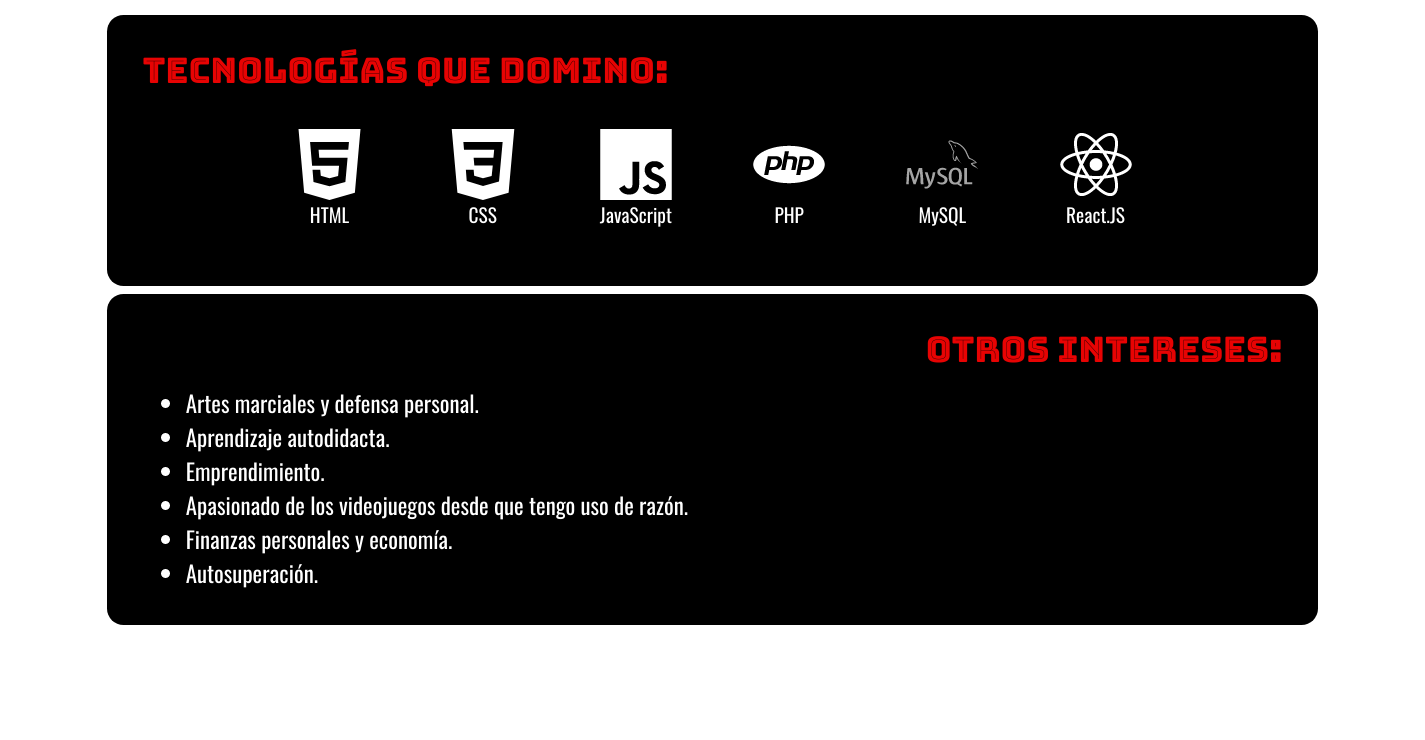 TECNOLOGÍAS QUE DOMINO:
5 3 JS php MySQL
HTML CSS JavaScript PHP MySQL React.JS
OTROS INTERESES:
• Artes marciales y defensa personal.
• Aprendizaje autodidacta.
• Emprendimiento.
• Apasionado de los videojuegos desde que tengo uso de razón.
• Finanzas personales y economía.
• Autosuperación.